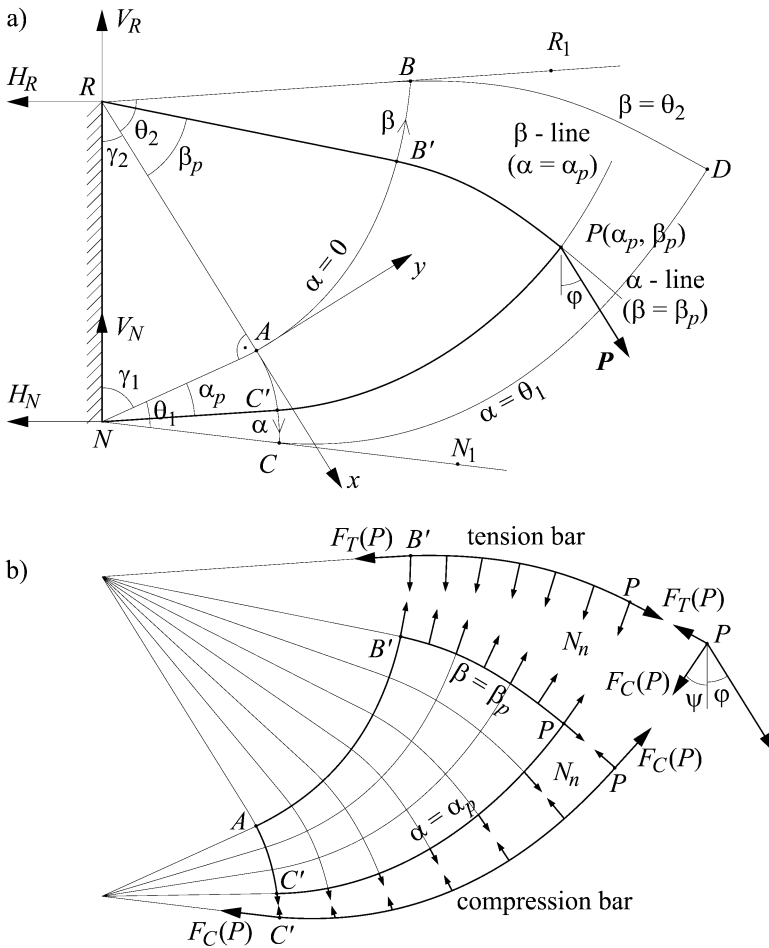 a)
V_R
R
H_R
θ_2
γ_2
β_p
B
R_1
β
B'
β = θ_2
β - line
(α = α_p)
D
P(α_p, β_p)
α = 0
y
α - line
(β = β_p)
φ
P
A
V_N
γ_1
α_p
C'
H_N
θ_1
α
α = θ_1
N
C
N_1
x
b)
F_T(P)
B'
tension bar
P
F_T(P)
P
N_n
B'
β = β_p
F_C(P)
ψ
φ
P
F_C(P)
N_n
P
A
α = α_p
C'
compression bar
F_C(P)
C'